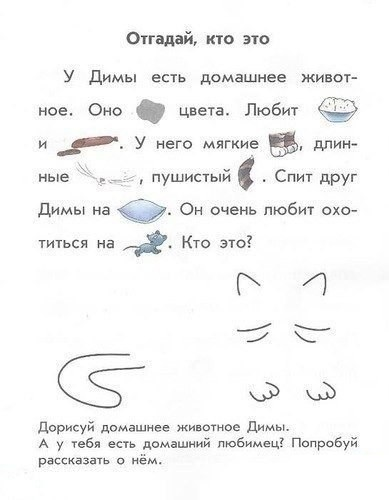 Отгадай, кто это
У Димы есть домашнее живот-
ное. Оно цвета. Любит
и . У него мягкие , длин-
ные , пушистый . Спит друг
Димы на . Он очень любит охо-
титься на . Кто это?
Дорисуй домашнее животное Димы.
А у тебя есть домашний любимец? Попробуй
рассказать о нём.